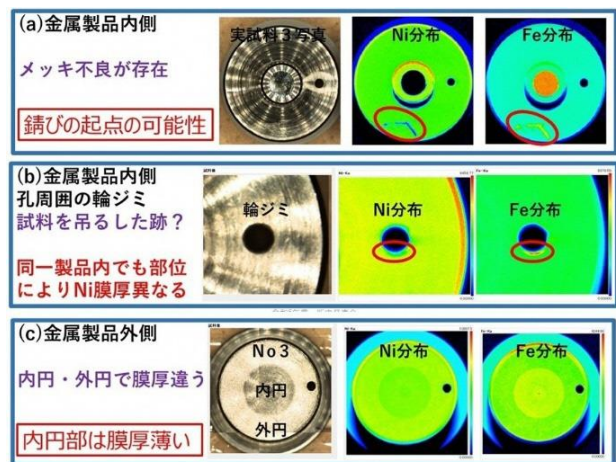 (a)金属製品内側
メッキ不良が存在
錆びの起点の可能性
実試料3写真
Ni分布
Fe分布
(b)金属製品内側
孔周囲の輪ジミ
試料を吊るした跡？
同一製品内でも部位
によりNi膜厚異なる
輪ジミ
Ni分布
Fe分布
(c)金属製品外側
内円・外円で膜厚違う
内円部は膜厚薄い
No3
内円
外円
Ni分布
Fe分布